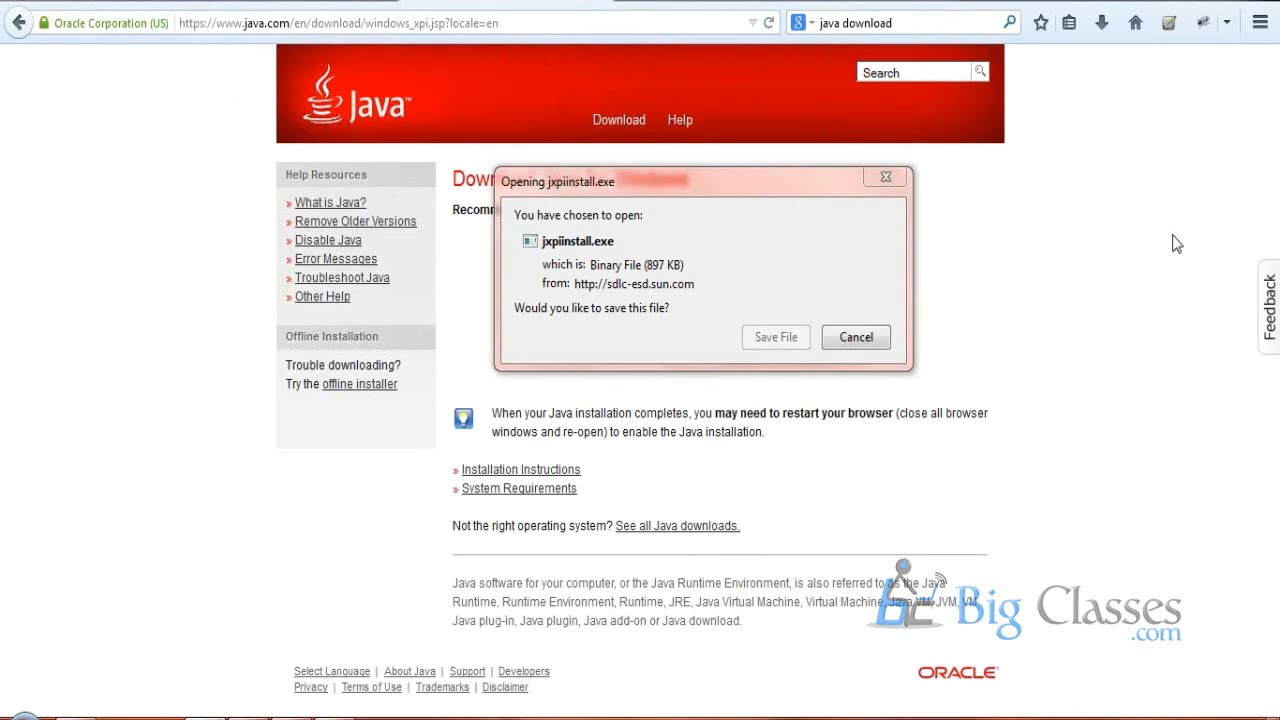 Oracle Corporation (US)
https://www.java.com/en/download/windows_xpi.jsp?locale=en
java download
Java™
Search
Download
Help
Help Resources
» What is Java?
» Remove Older Versions
» Disable Java
» Error Messages
» Troubleshoot Java
» Other Help
Offline Installation
Trouble downloading?
Try the offline installer
Opening jxpiinstall.exe
You have chosen to open:
jxpiinstall.exe
which is: Binary File (897 KB)
from: http://sdlc-esd.sun.com
Would you like to save this file?
Save File
Cancel
Feedback
When your Java installation completes, you may need to restart your browser (close all browser
windows and re-open) to enable the Java installation.
» Installation Instructions
» System Requirements
Not the right operating system? See all Java downloads.
Java software for your computer, or the Java Runtime Environment, is also referred to as the Java
Runtime, Runtime Environment, Runtime, JRE, Java Virtual Machine, Virtual Machine, Java VM, JVM, VM,
Java plug-in, Java plugin, Java add-on or Java download.
Big Classes
.com
Select Language | About Java | Support | Developers
Privacy | Terms of Use | Trademarks | Disclaimer
ORACLE